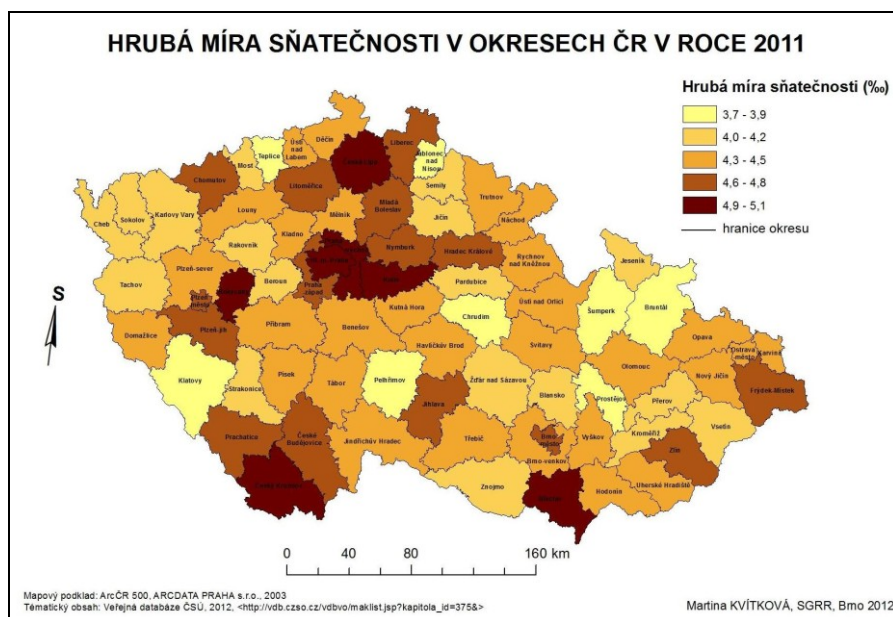 HRUBÁ MÍRA SŇATEČNOSTI V OKRESECH ČR V ROCE 2011
Hrubá míra sňatečnosti (‰)
3,7 - 3,9
4,0 - 4,2
4,3 - 4,5
4,6 - 4,8
4,9 - 5,1
hranice okresu
Děčín
Ústí
nad
Labem
Teplice
Most
Liberec
Jablonec
nad
Nisou
Semily
Chomutov
Litoměřice
Trutnov
Mladá
Boleslav
Jičín
Náchod
Cheb
Sokolov
Karlovy Vary
Louny
Mělník
Kladno
Rakovník
Nymburk
Hradec Králové
Rychnov
nad Kněžnou
Jeseník
Tachov
Plzeň-sever
Beroun
Praha
západ
Kolín
Pardubice
Ústí nad Orlicí
Šumperk
Bruntál
Plzeň
město
Plzeň jih
Kutná Hora
Chrudim
Domažlice
Příbram
Benešov
Havlíčkův Brod
Svitavy
Opava
Ostrava
město
Karviná
Olomouc
Nový Jičín
Frýdek-Místek
Klatovy
Strakonice
Písek
Tábor
Pelhřimov
Žďár nad Sázavou
Blansko
Prostějov
Přerov
Vsetín
Jihlava
Prachatice
České
Budějovice
Jindřichův Hradec
Třebíč
Brno
město
Brno-venkov
Vyškov
Kroměříž
Zlín
Znojmo
Hodonín
Uherské Hradiště
S
0 40 80 160 km
Mapový podklad: ArcČR 500, ARCDATA PRAHA s.r.o., 2003
Tématický obsah: Veřejná databáze ČSÚ, 2012, <http://vdb.czso.cz/vdbvo/maklist.jsp?kapitola_id=375&>
Martina KVÍTKOVÁ, SGRR, Brno 2012